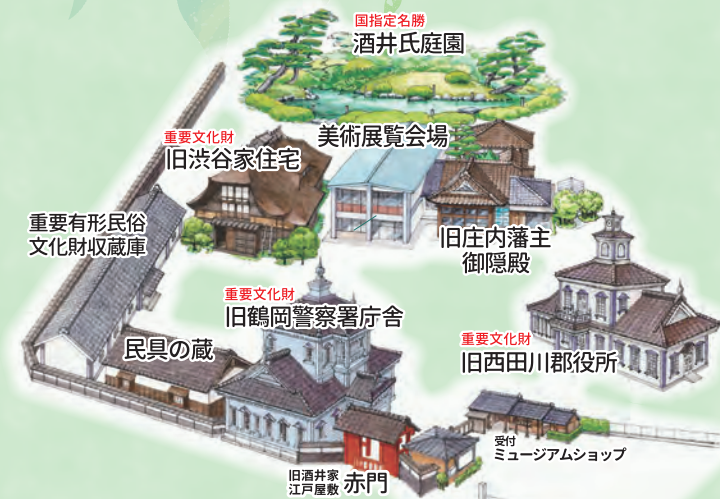 国指定名勝
酒井氏庭園
重要文化財
旧渋谷家住宅
美術展覧会場
重要有形民俗
文化財収蔵庫
旧庄内藩主
御隠殿
重要文化財
旧鶴岡警察署庁舎
民具の蔵
重要文化財
旧西田川郡役所
受付
ミュージアムショップ
旧酒井家
江戸屋敷
赤門